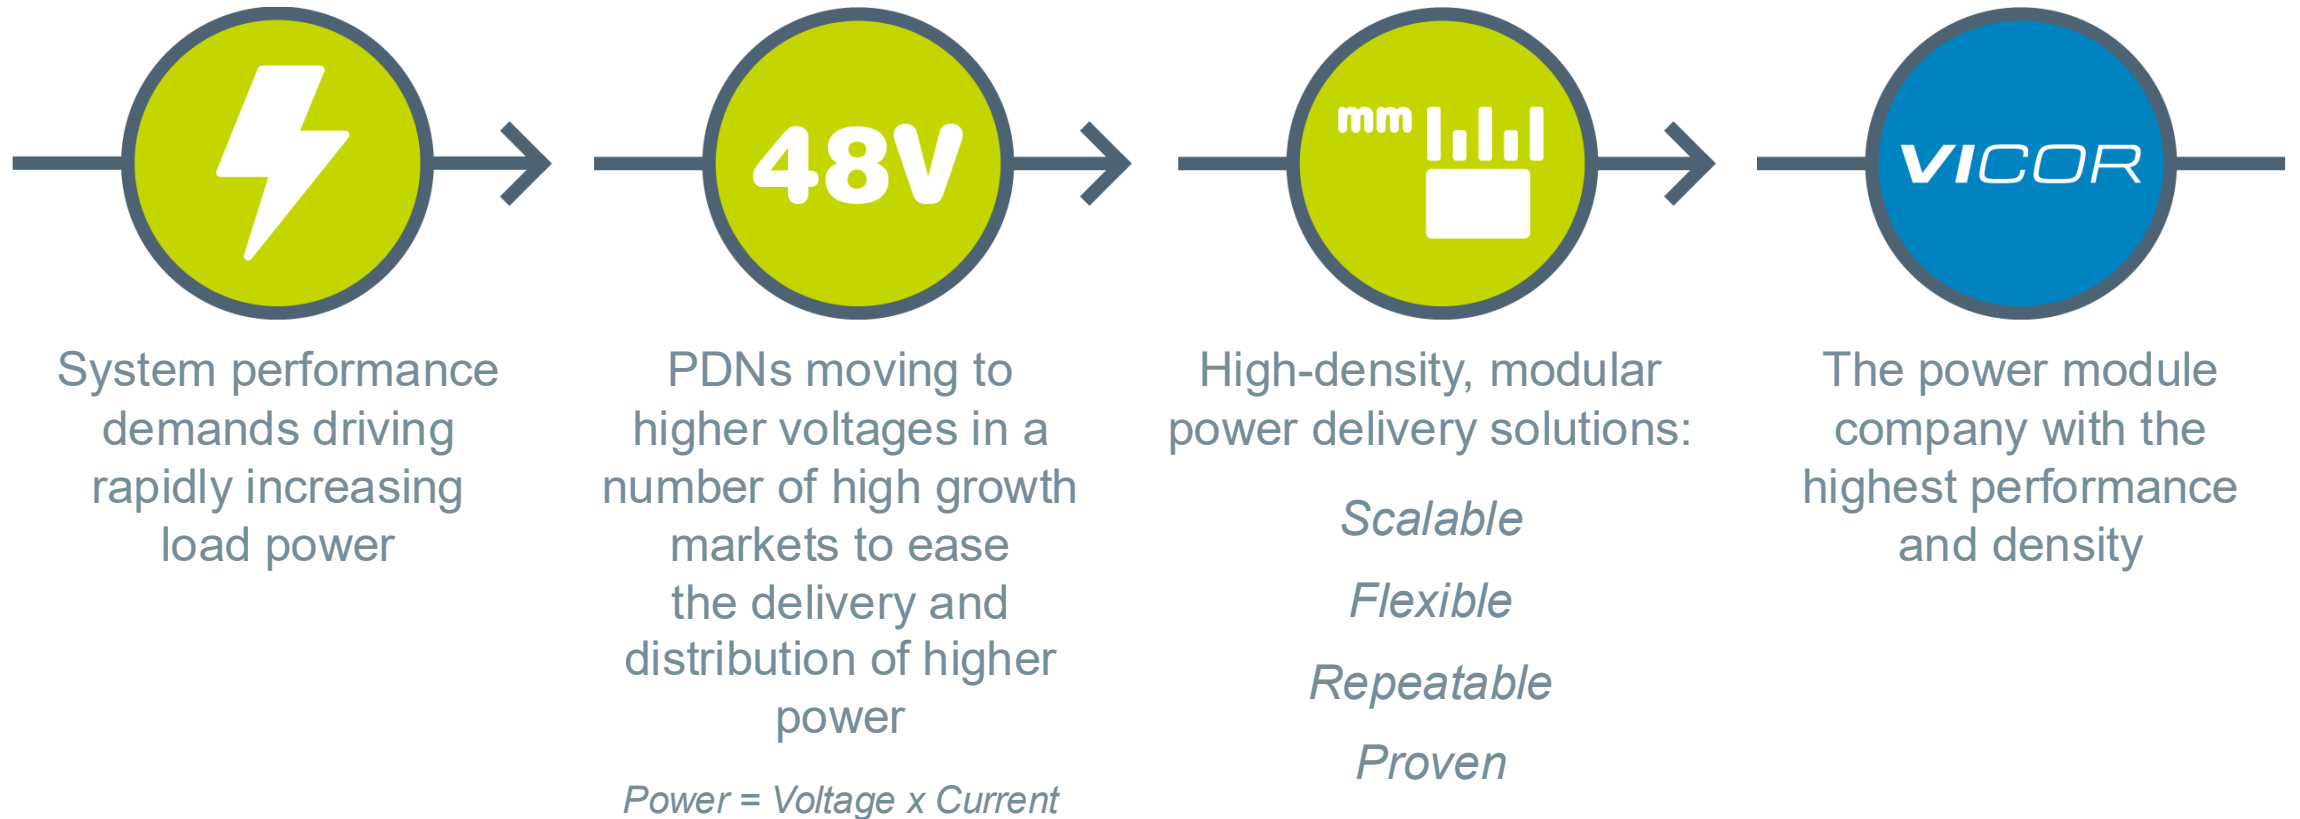 48V
mm
VICOR
System performance
demands driving
rapidly increasing
load power
PDNs moving to
higher voltages in a
number of high growth
markets to ease
the delivery and
distribution of higher
power
Power = Voltage x Current
High-density, modular
power delivery solutions:
Scalable
Flexible
Repeatable
Proven
The power module
company with the
highest performance
and density